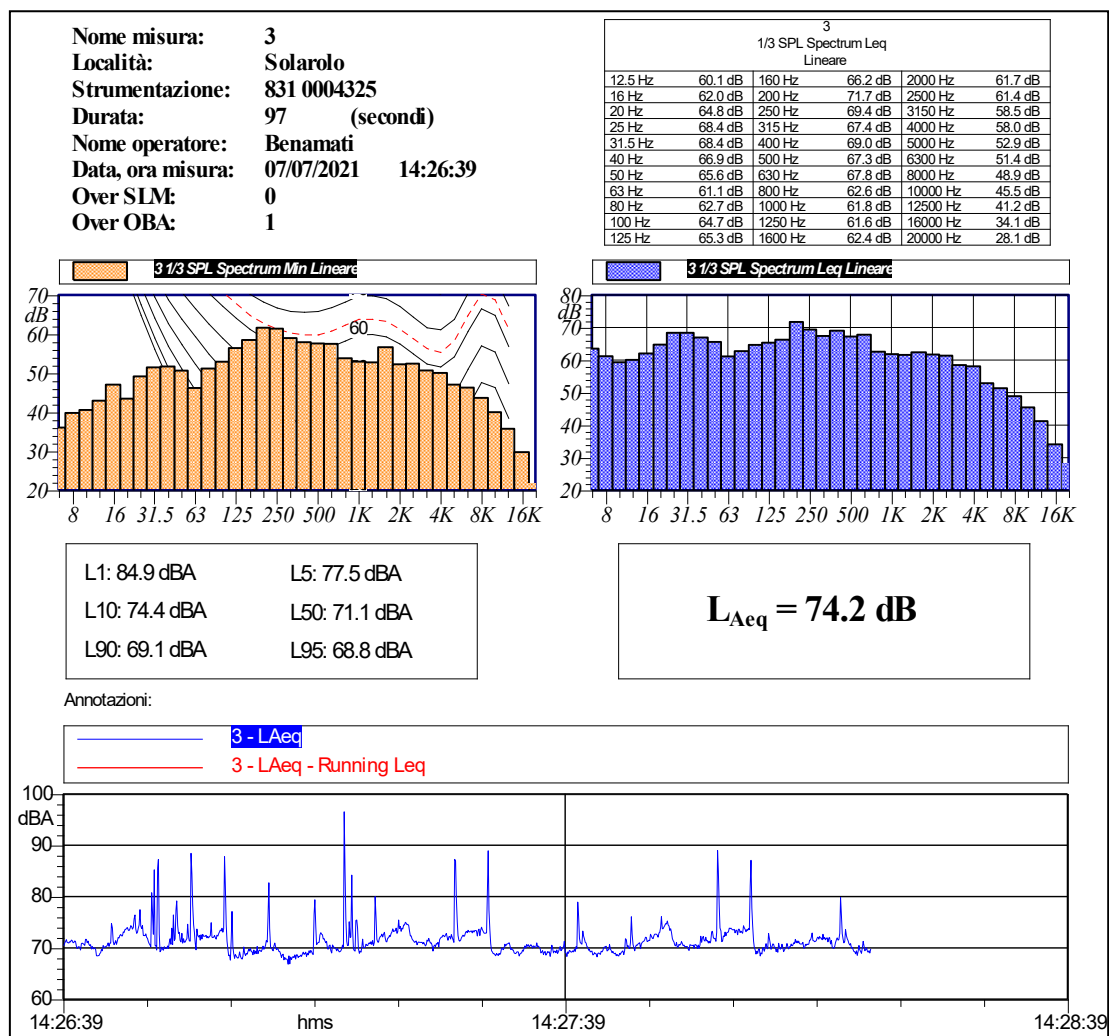 Nome misura: 3
Località: Solarolo
Strumentazione: 831 0004325
Durata: 97 (secondi)
Nome operatore: Benamati
Data, ora misura: 07/07/2021 14:26:39
Over SLM: 0
Over OBA: 1
3
1/3 SPL Spectrum Leq
Lineare
12.5 Hz 60.1 dB 160 Hz 66.2 dB 2000 Hz 61.7 dB
16 Hz 62.0 dB 200 Hz 71.7 dB 2500 Hz 61.4 dB
20 Hz 64.8 dB 250 Hz 69.4 dB 3150 Hz 58.5 dB
25 Hz 68.4 dB 315 Hz 67.4 dB 4000 Hz 58.0 dB
31.5 Hz 68.4 dB 400 Hz 69.0 dB 5000 Hz 52.9 dB
40 Hz 66.9 dB 500 Hz 67.3 dB 6300 Hz 51.4 dB
50 Hz 65.6 dB 630 Hz 67.8 dB 8000 Hz 48.9 dB
63 Hz 61.1 dB 800 Hz 62.6 dB 10000 Hz 45.5 dB
80 Hz 62.7 dB 1000 Hz 61.8 dB 12500 Hz 41.2 dB
100 Hz 64.7 dB 1250 Hz 61.6 dB 16000 Hz 34.1 dB
125 Hz 65.3 dB 1600 Hz 62.4 dB 20000 Hz 28.1 dB
3 1/3 SPL Spectrum Min Lineare
70
dB
60
50
40
30
20
60
8 16 31.5 63 125 250 500 1K 2K 4K 8K 16K
3 1/3 SPL Spectrum Leq Lineare
80
dB
70
60
50
40
30
20
8 16 31.5 63 125 250 500 1K 2K 4K 8K 16K
L1: 84.9 dBA L5: 77.5 dBA
L10: 74.4 dBA L50: 71.1 dBA
L90: 69.1 dBA L95: 68.8 dBA
LAeq = 74.2 dB
Annotazioni:
3 - LAeq
3 - LAeq - Running Leq
100
dBA
90
80
70
60
14:26:39 hms 14:27:39 14:28:39